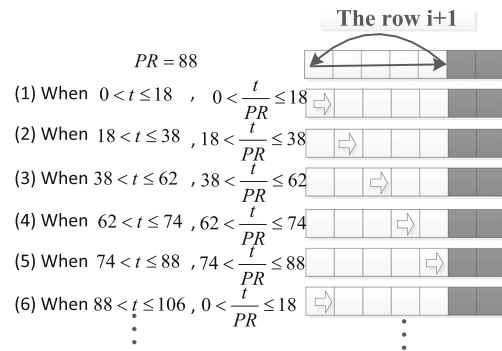 The row i+1
PR = 88
(1) When 0 < t ≤ 18 , 0 < t/PR ≤ 18
(2) When 18 < t ≤ 38 , 18 < t/PR ≤ 38
(3) When 38 < t ≤ 62 , 38 < t/PR ≤ 62
(4) When 62 < t ≤ 74 , 62 < t/PR ≤ 74
(5) When 74 < t ≤ 88 , 74 < t/PR ≤ 88
(6) When 88 < t ≤ 106 , 0 < t/PR ≤ 18